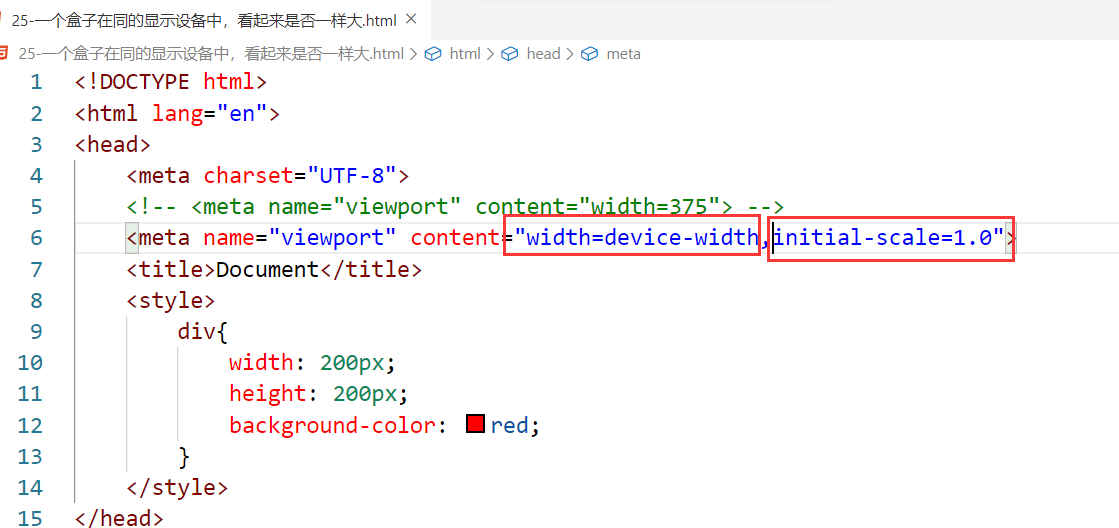 25-一个盒子在同的显示设备中，看起来是否一样大.html ×
25-一个盒子在同的显示设备中，看起来是否一样大.html > html > head > meta
1 <!DOCTYPE html>
2 <html lang="en">
3 <head>
4 <meta charset="UTF-8">
5 <!-- <meta name="viewport" content="width=375"> -->
6 <meta name="viewport" content="width=device-width,initial-scale=1.0">
7 <title>Document</title>
8 <style>
9 div{
10 width: 200px;
11 height: 200px;
12 background-color: red;
13 }
14 </style>
15 </head>